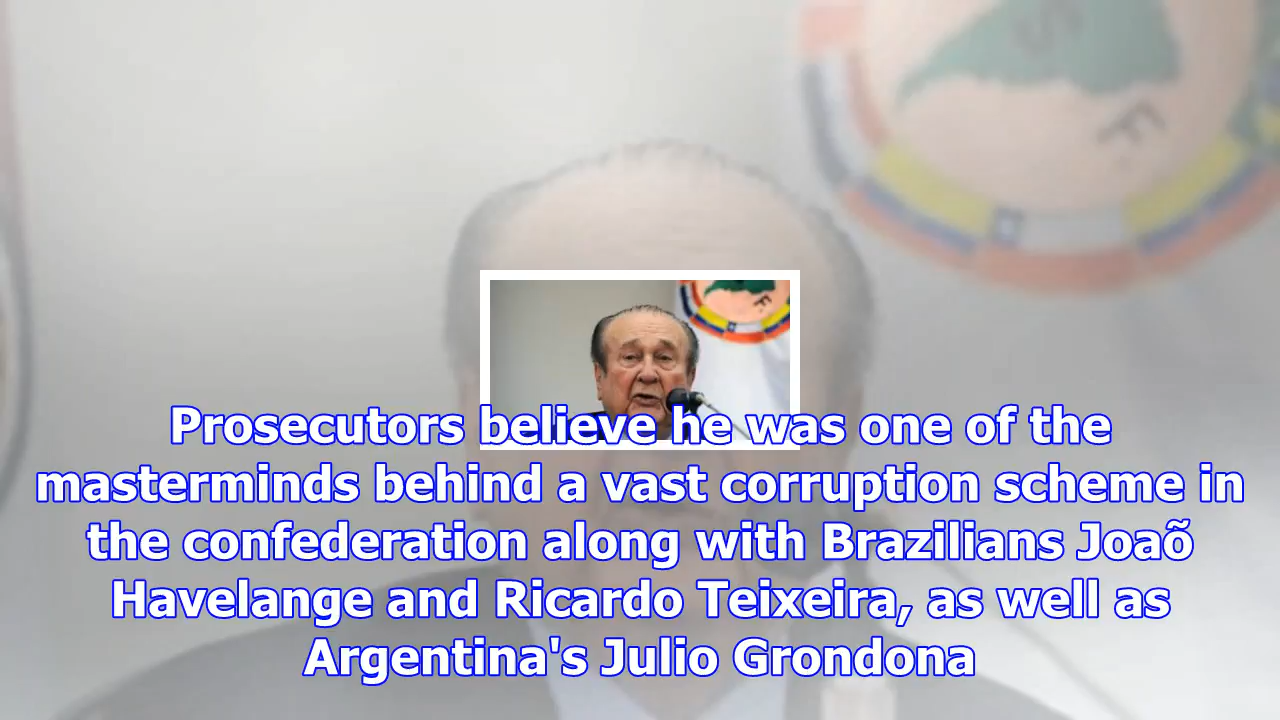 Prosecutors believe he was one of the
masterminds behind a vast corruption scheme in
the confederation along with Brazilians Joaõ
Havelange and Ricardo Teixeira, as well as
Argentina's Julio Grondona
S
F
F